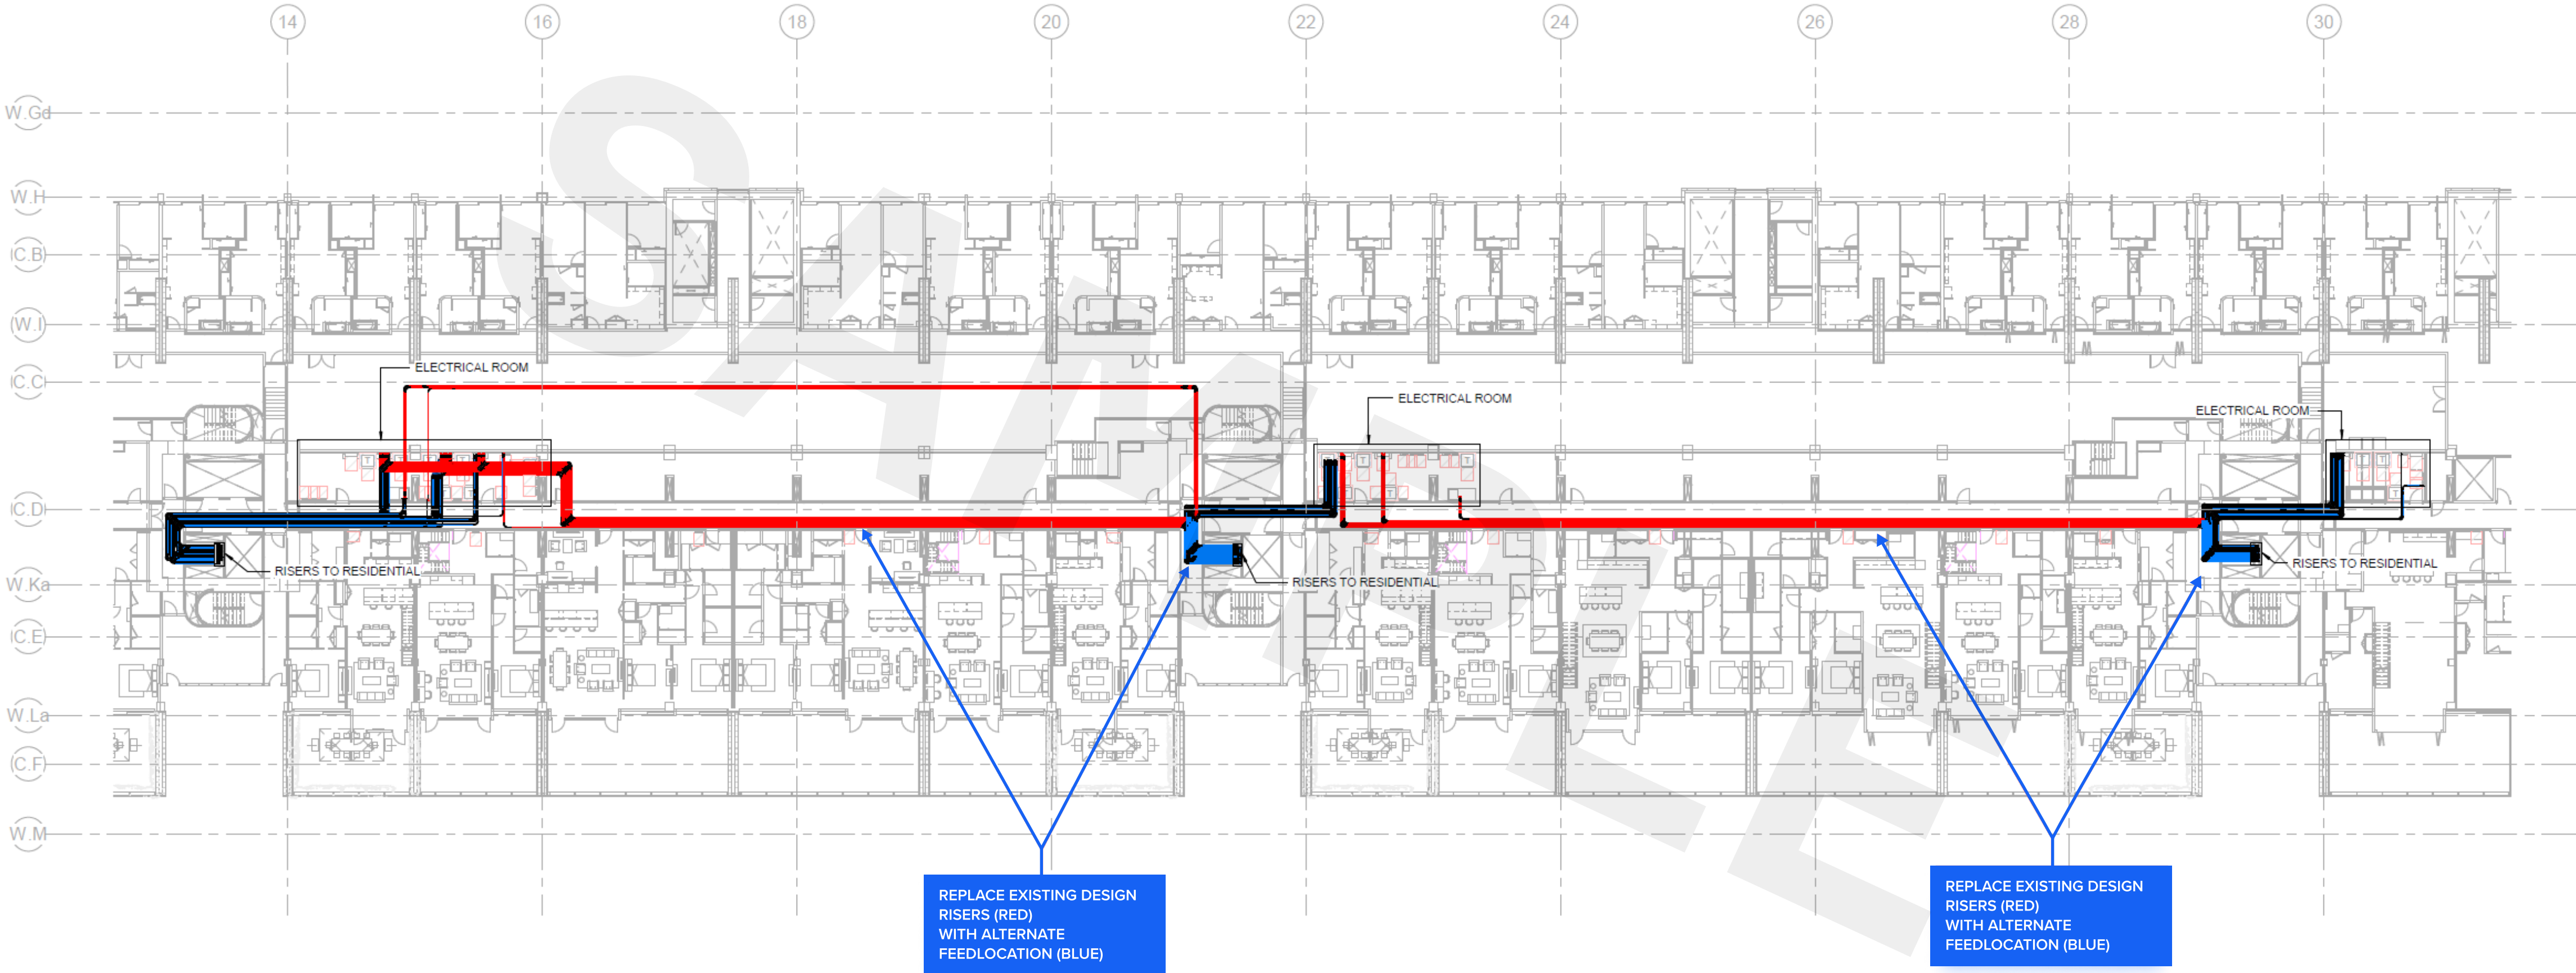 14
16
18
20
22
24
26
28
30
W.Gd
W.H
(C.B)
(W.I)
(C.C)
(C.D)
W.Ka
(C.E)
W.La
(C.F)
W.M
SAMPLE
ELECTRICAL ROOM
ELECTRICAL ROOM
ELECTRICAL ROOM
RISERS TO RESIDENTIAL
RISERS TO RESIDENTIAL
RISERS TO RESIDENTIAL
REPLACE EXISTING DESIGN
RISERS (RED)
WITH ALTERNATE
FEEDLOCATION (BLUE)
REPLACE EXISTING DESIGN
RISERS (RED)
WITH ALTERNATE
FEEDLOCATION (BLUE)